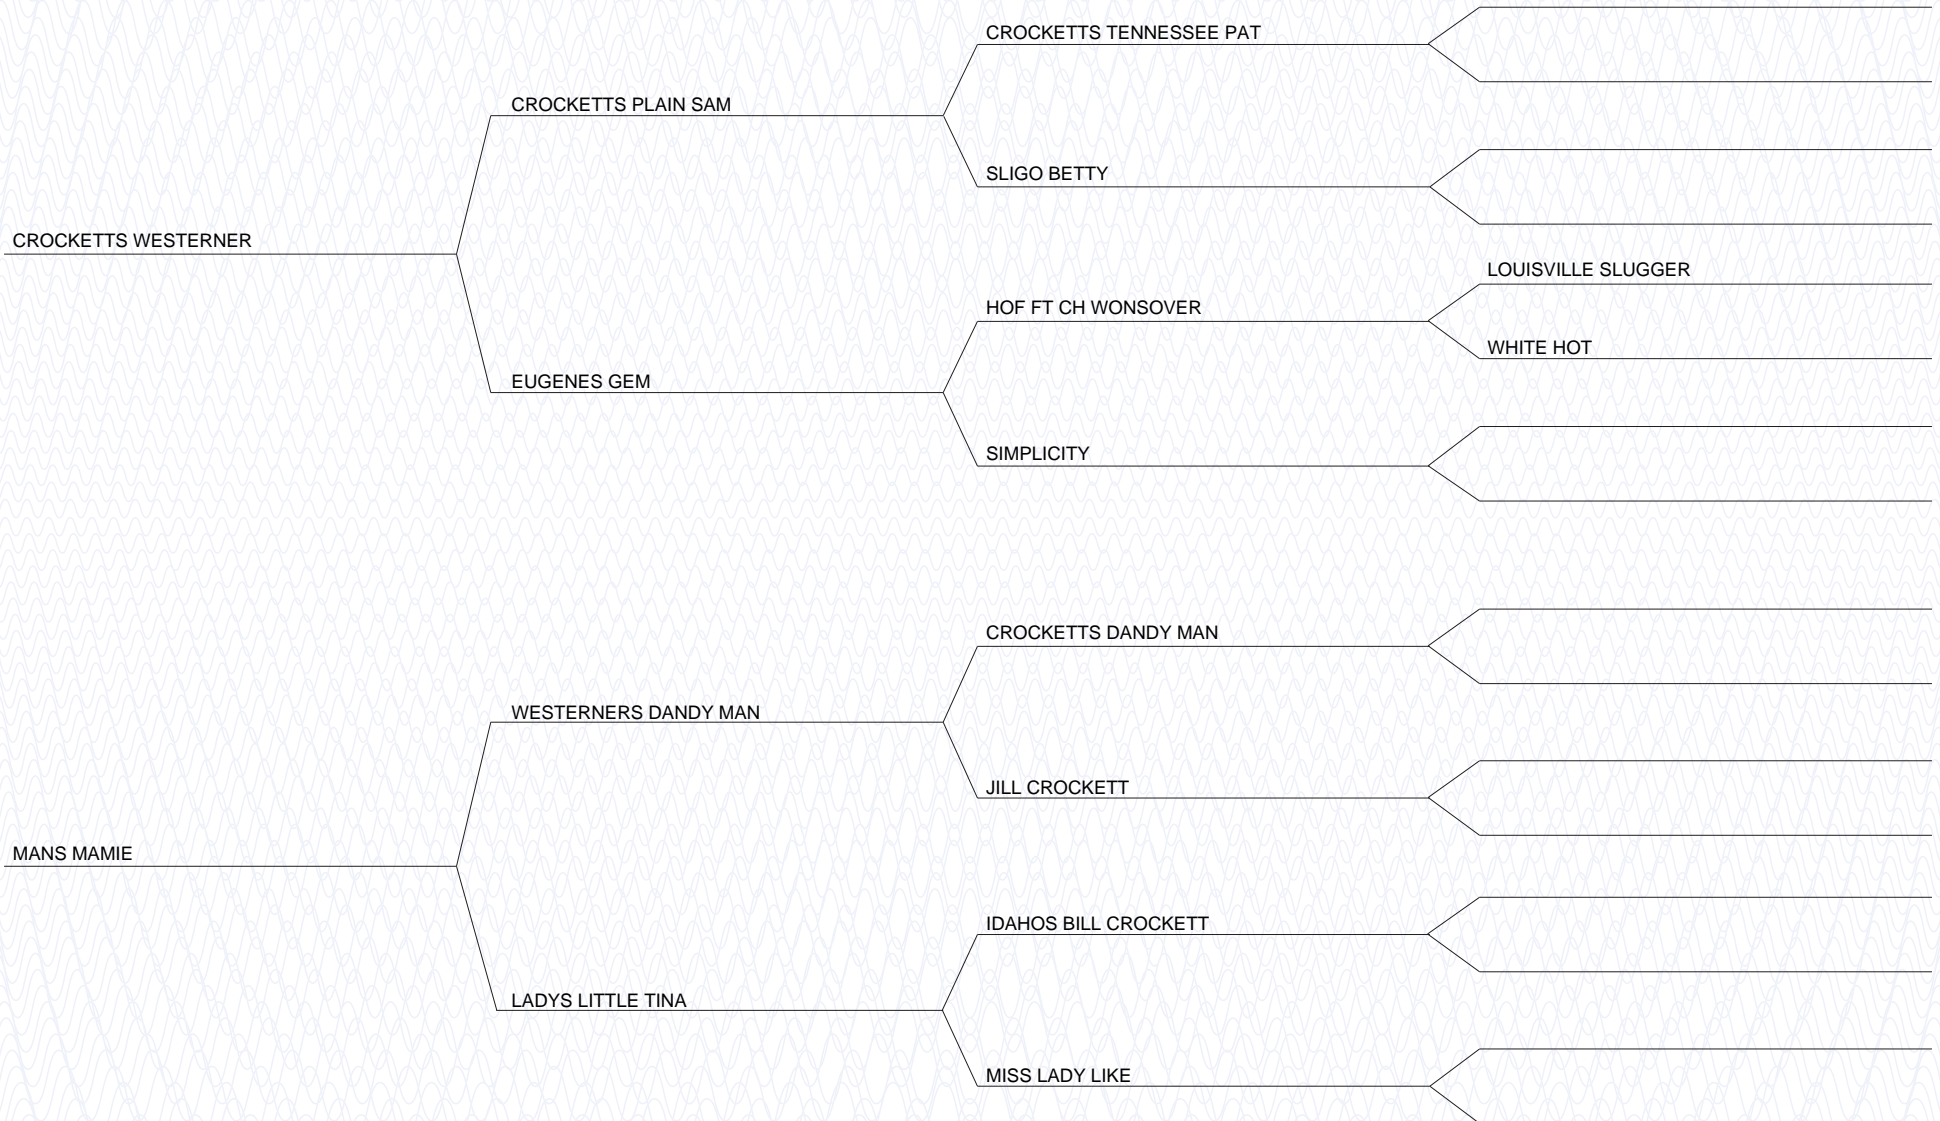 CROCKETTS TENNESSEE PAT
CROCKETTS PLAIN SAM
SLIGO BETTY
CROCKETTS WESTERNER
LOUISVILLE SLUGGER
HOF FT CH WONSOVER
WHITE HOT
EUGENES GEM
SIMPLICITY
CROCKETTS DANDY MAN
WESTERNERS DANDY MAN
JILL CROCKETT
MANS MAMIE
IDAHOS BILL CROCKETT
LADYS LITTLE TINA
MISS LADY LIKE